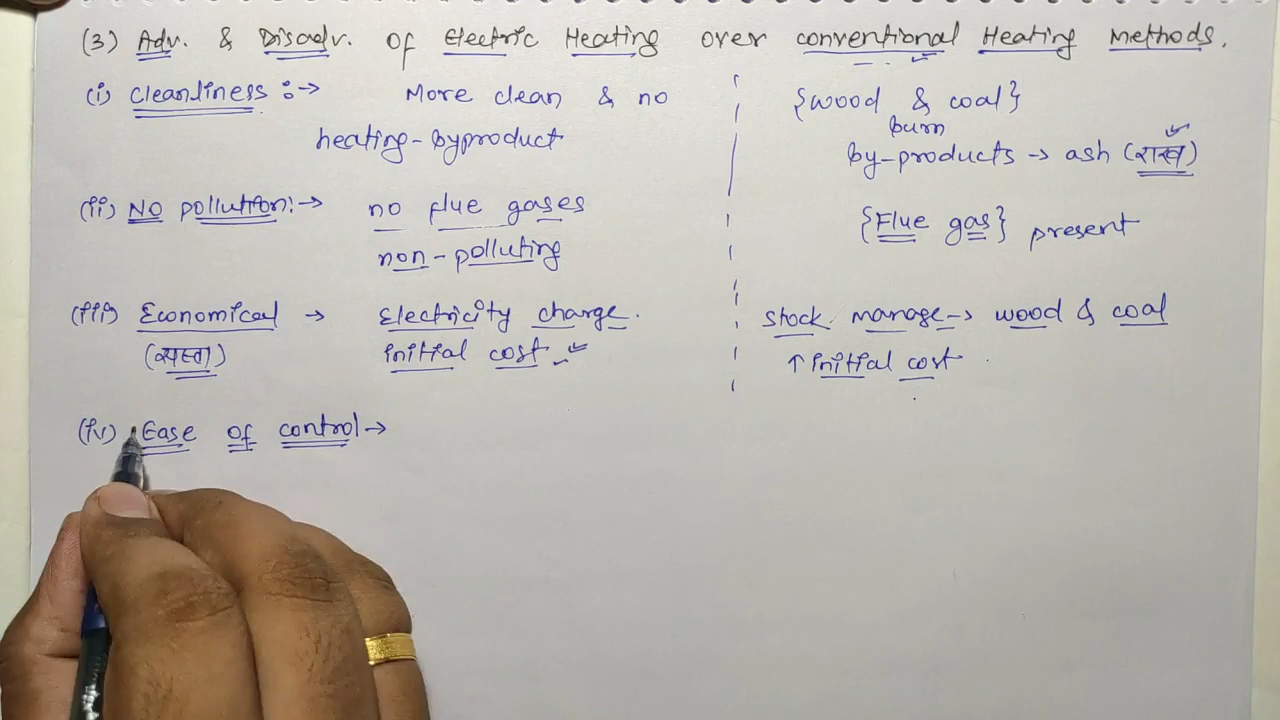 (3) Adv. & Disadv. of Electric Heating over conventional Heating Methods.
(i) Cleanliness :→ More clean & no
heating-byproduct
{wood & coal}
burn
by-products → ash (राख)
(ii) NO pollution:→ no flue gases
non-polluting
{Flue gas} present
(iii) Economical → Electricity charge.
(सस्ता) initial cost
stock manage → wood & coal
↑ initial cost
(iv) Ease of control →